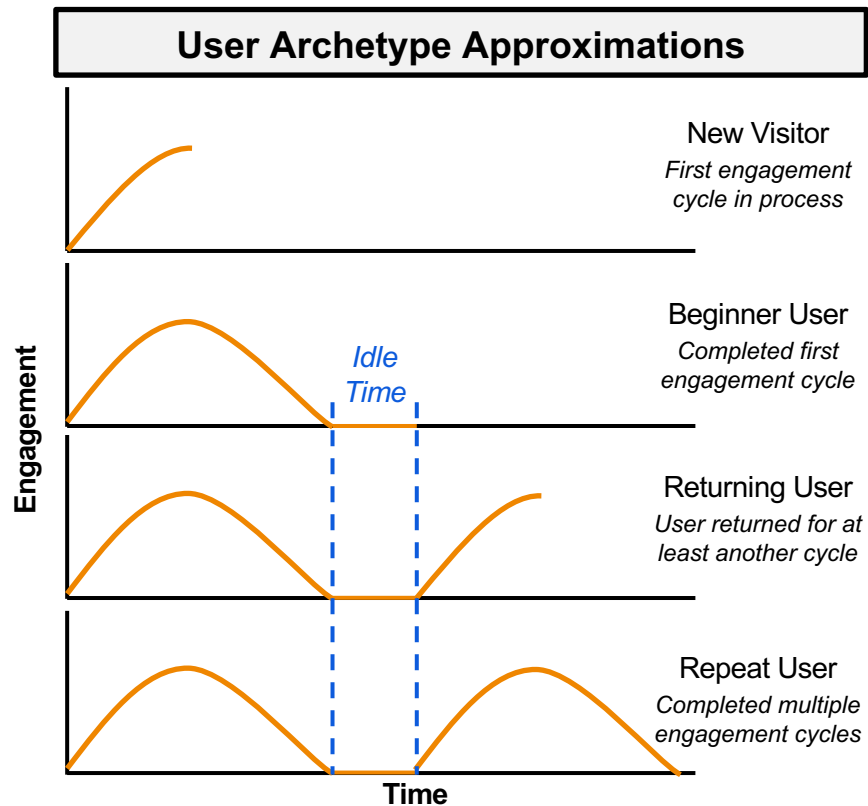 User Archetype Approximations
New Visitor
First engagement
cycle in process
Beginner User
Completed first
engagement cycle
Idle
Time
Engagement
Returning User
User returned for at
least another cycle
Repeat User
Completed multiple
engagement cycles
Time